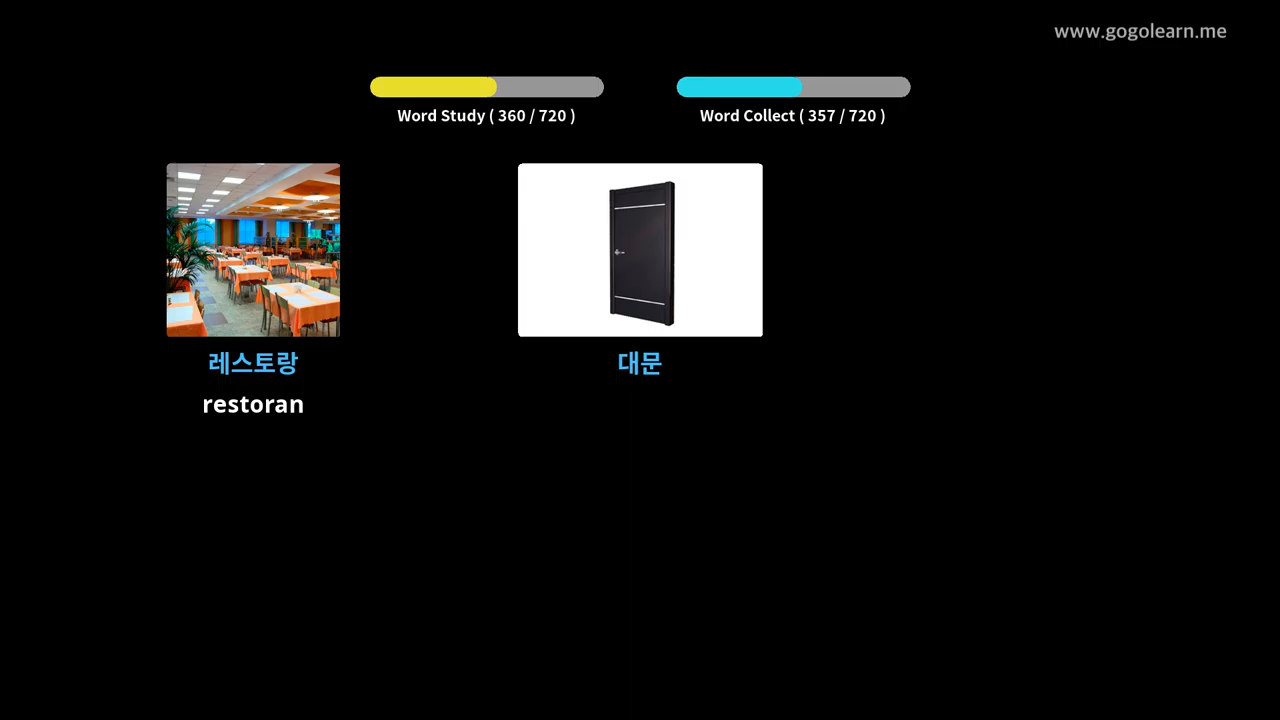 www.gogolearn.me
Word Study ( 360 / 720 )
Word Collect ( 357 / 720 )
레스토랑
restoran
대문